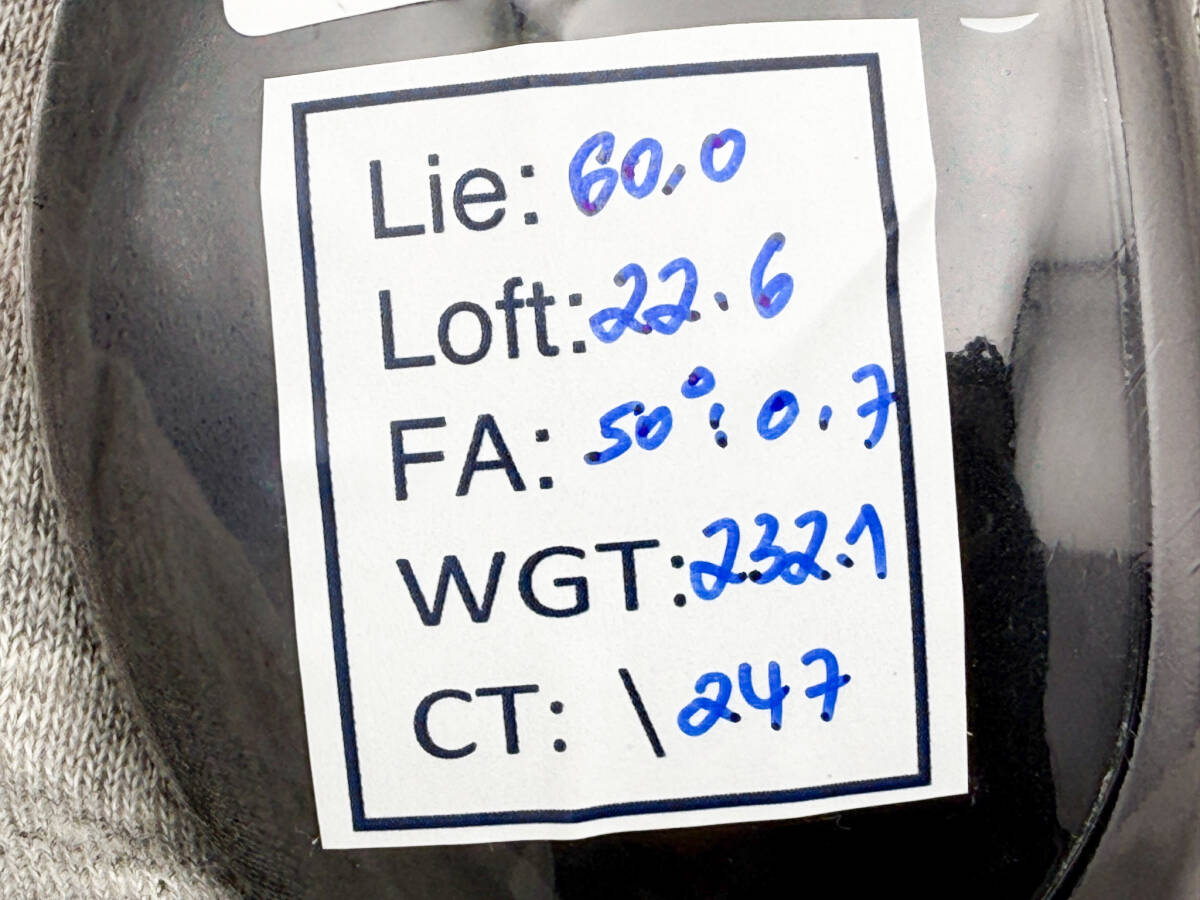 Lie: 60.0
Loft: 22.6
FA: 50°: 0.7
WGT: 232.1
CT: \247